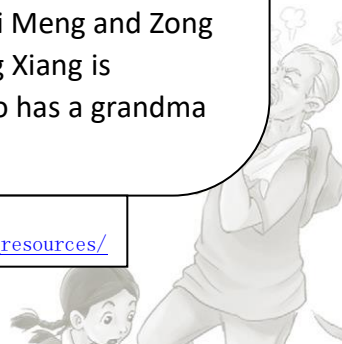 i Meng and Zong
g Xiang is
o has a grandma
resources/